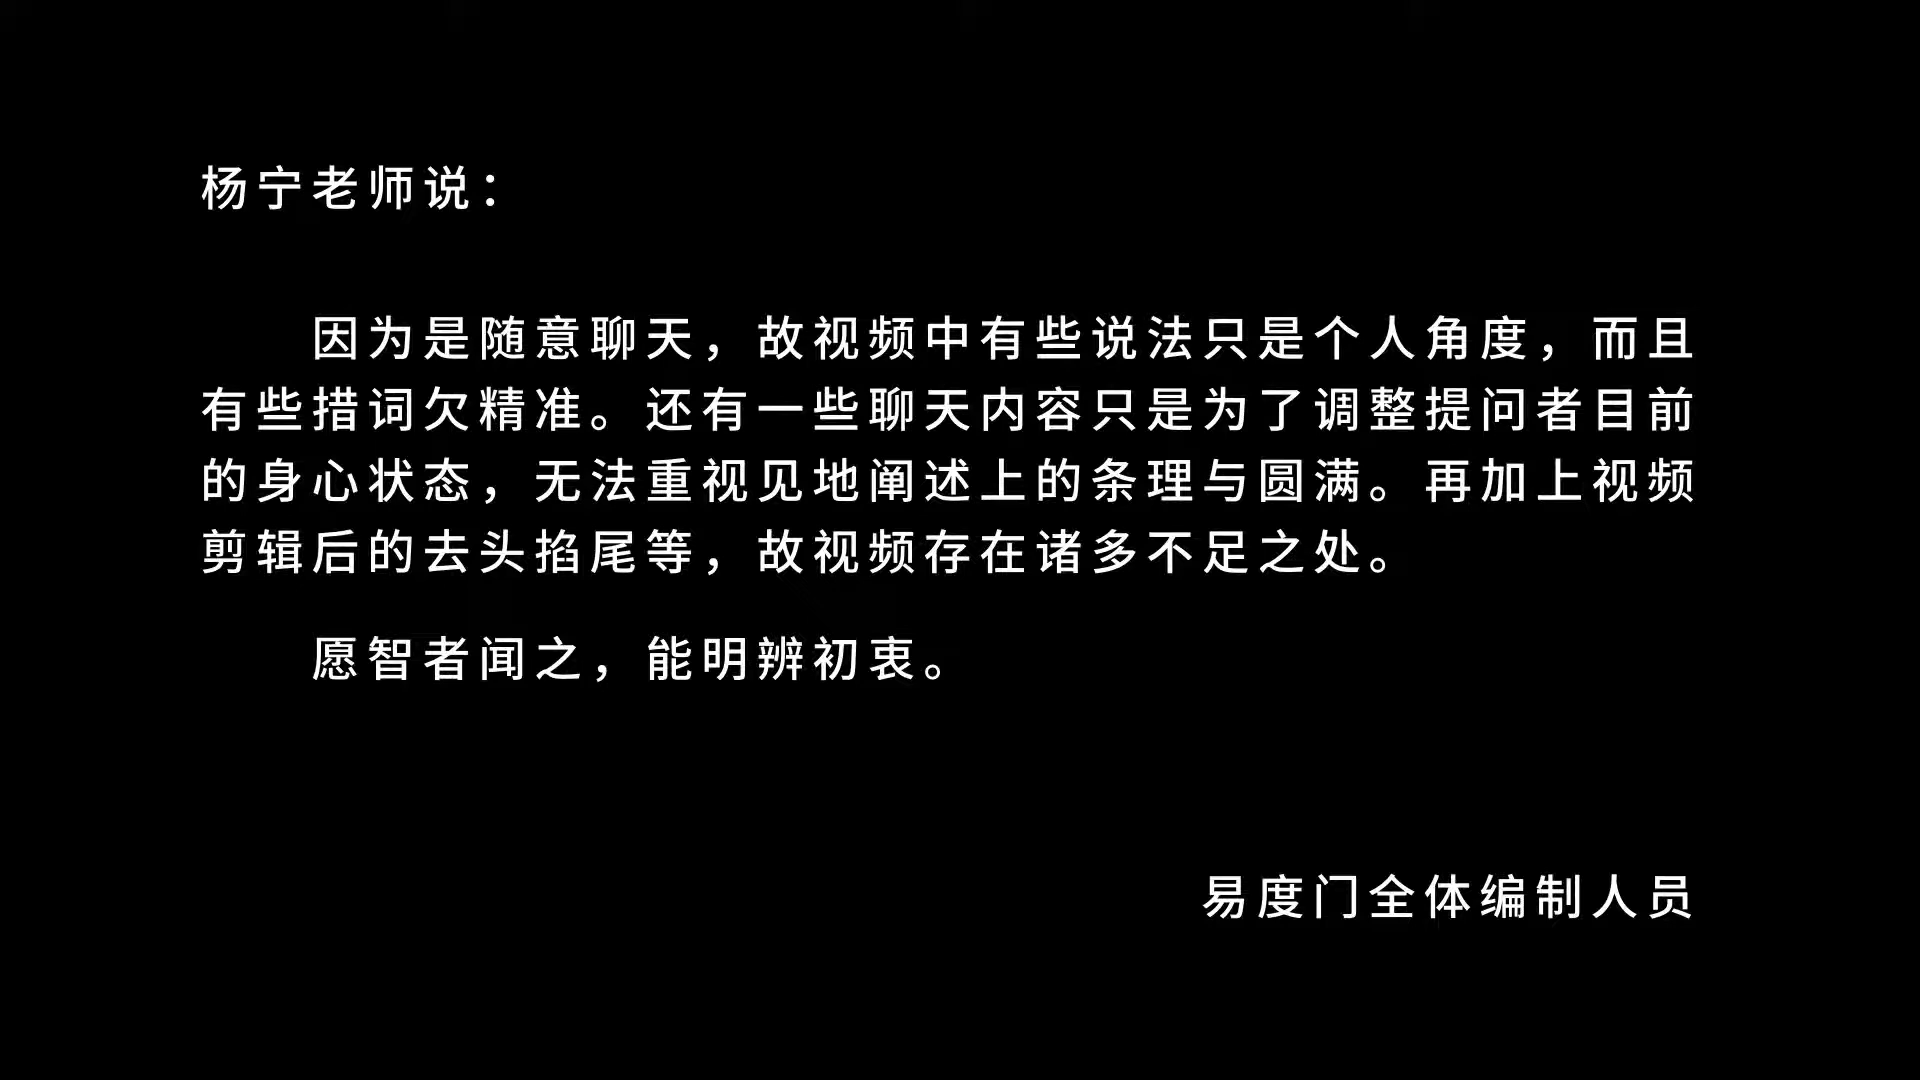 杨宁老师说：
因为是随意聊天，故视频中有些说法只是个人角度，而且
有些措词欠精准。还有一些聊天内容只是为了调整提问者目前
的身心状态，无法重视见地阐述上的条理与圆满。再加上视频
剪辑后的去头掐尾等，故视频存在诸多不足之处。
愿智者闻之，能明辨初衷。
易度门全体编制人员